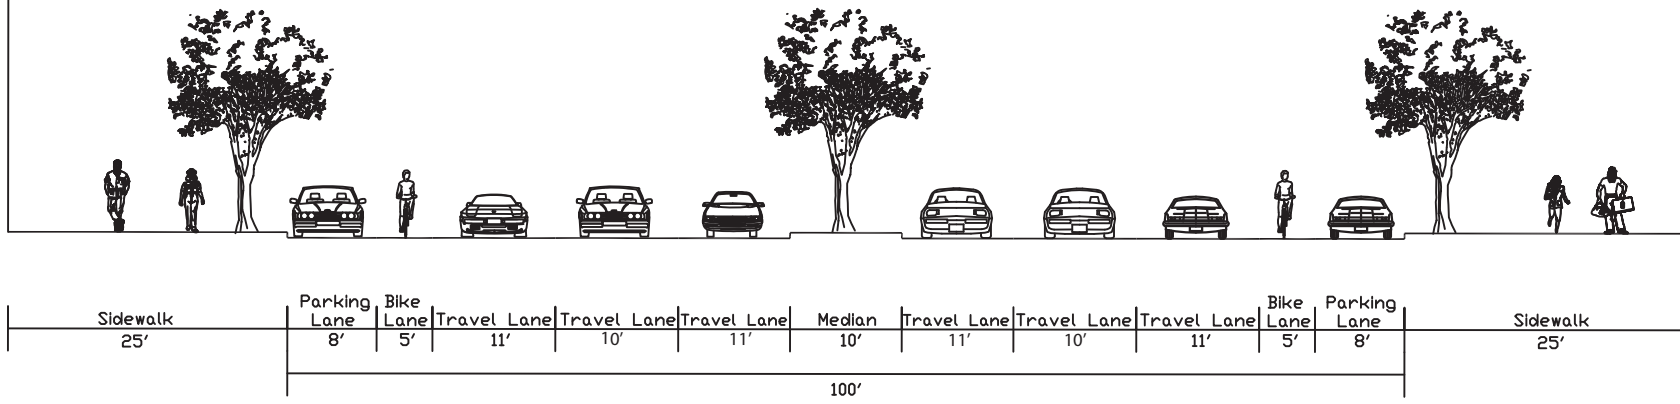 Sidewalk
25'
Parking
Lane
8'
Bike
Lane
5'
Travel Lane
11'
Travel Lane
10'
Travel Lane
11'
Median
10'
Travel Lane
11'
Travel Lane
10'
Travel Lane
11'
Bike
Lane
5'
Parking
Lane
8'
Sidewalk
25'
100'